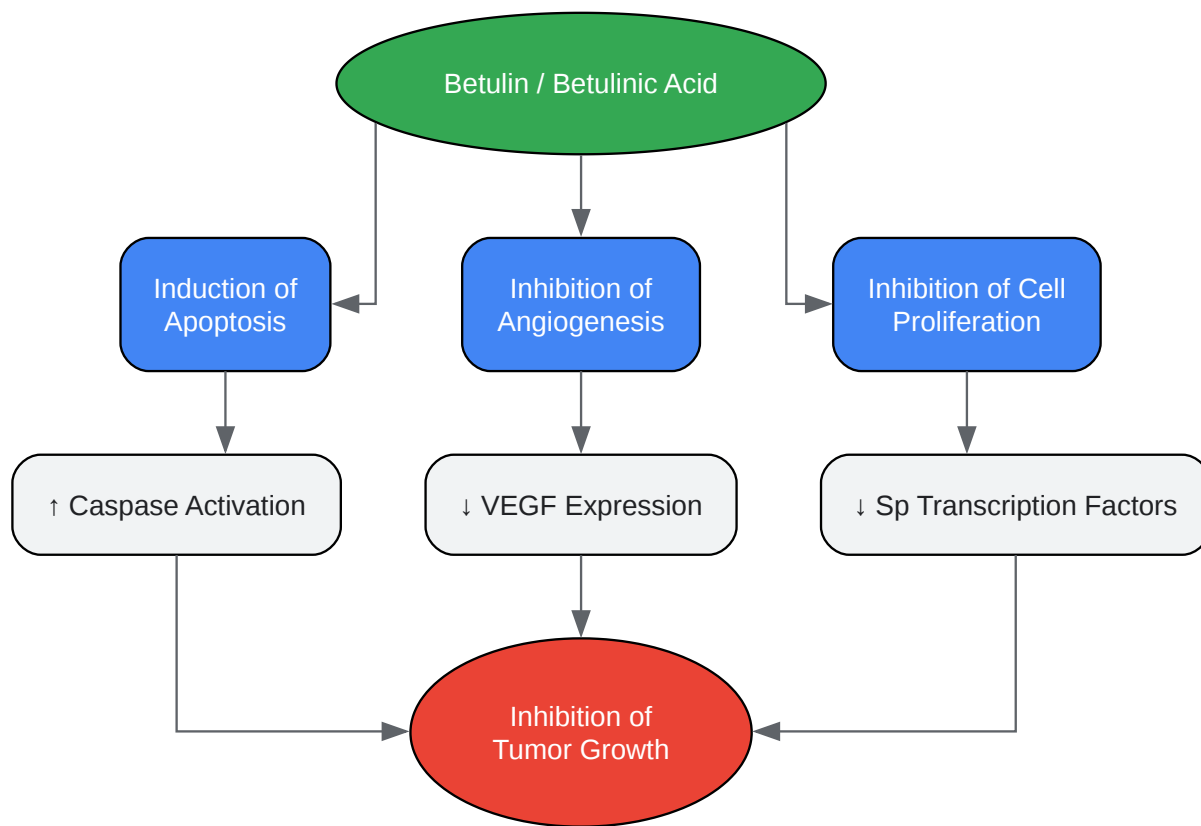 Betulin / Betulinic Acid
Induction of
Apoptosis
Inhibition of
Angiogenesis
Inhibition of Cell
Proliferation
↑ Caspase Activation
↓ VEGF Expression
↓ Sp Transcription Factors
Inhibition of
Tumor Growth